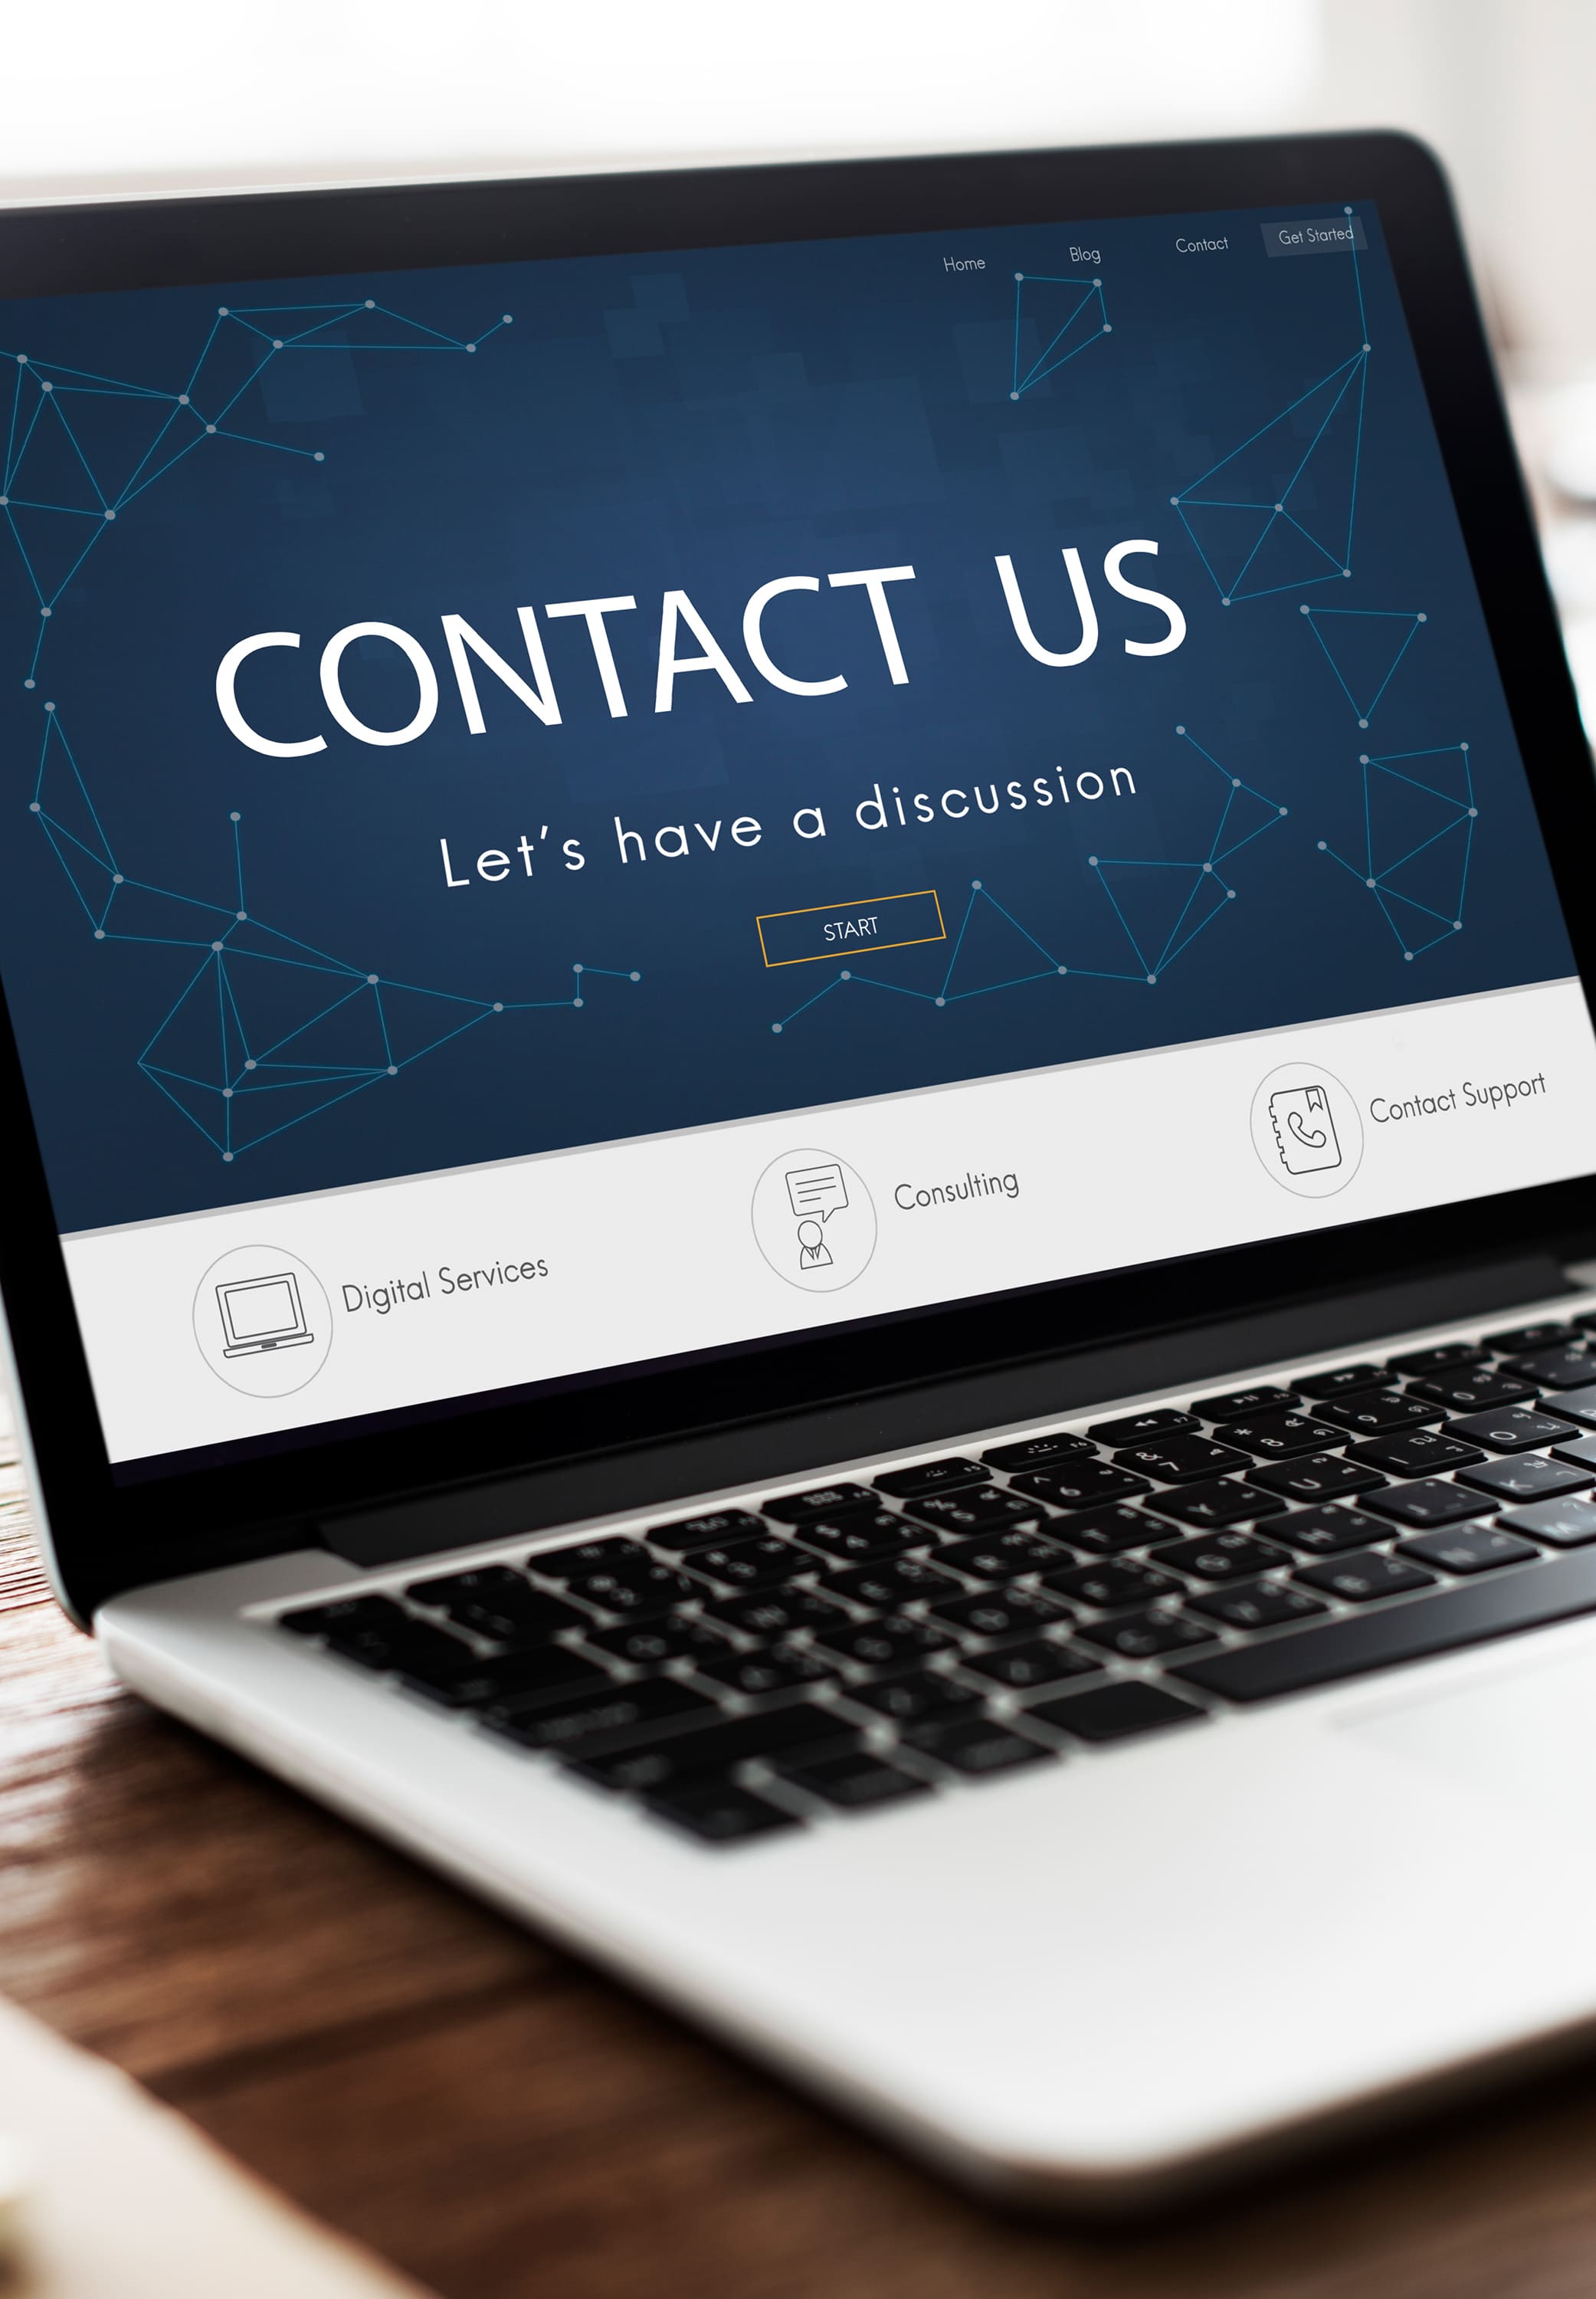 Home Blog Contact Get Started
CONTACT US
Let's have a discussion
START
Digital Services
Consulting
Contact Support